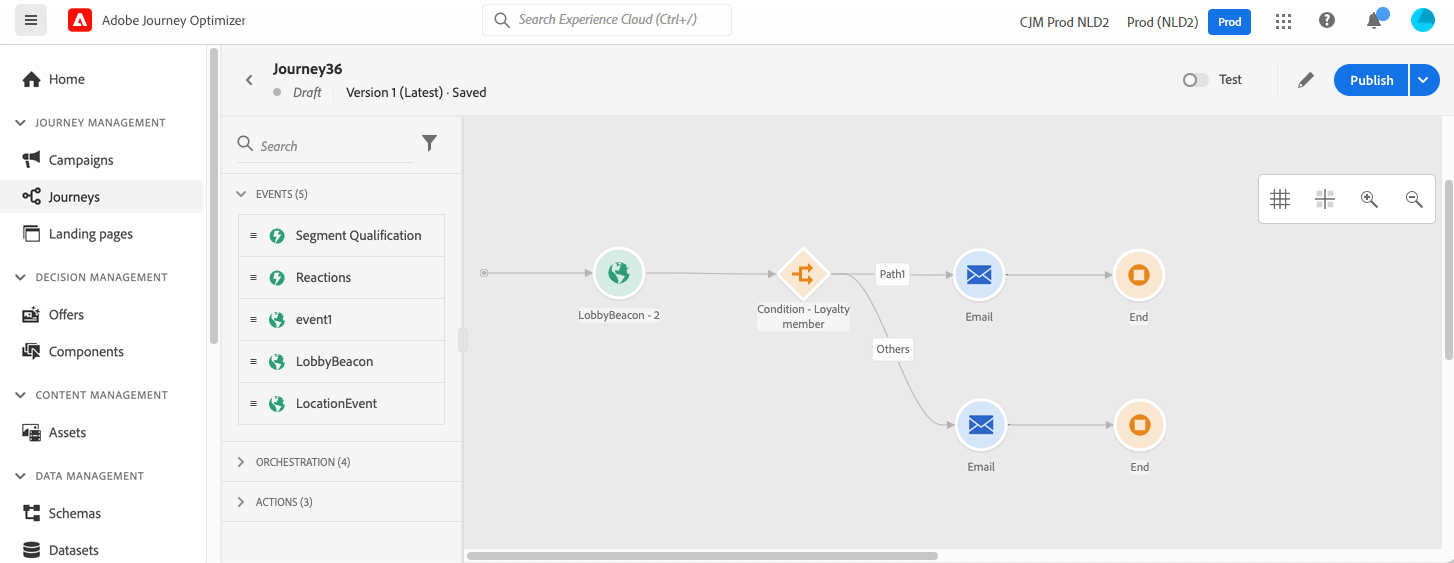 Adobe Journey Optimizer
Search Experience Cloud (Ctrl+/)
CJM Prod NLD2
Prod (NLD2)
Prod
Home
JOURNEY MANAGEMENT
Campaigns
Journeys
Landing pages
DECISION MANAGEMENT
Offers
Components
CONTENT MANAGEMENT
Assets
DATA MANAGEMENT
Schemas
Datasets
Journey36
Draft
Version 1 (Latest) · Saved
Test
Publish
Search
EVENTS (5)
Segment Qualification
Reactions
event1
LobbyBeacon
LocationEvent
ORCHESTRATION (4)
ACTIONS (3)
LobbyBeacon - 2
Condition - Loyalty
member
Path1
Email
End
Others
Email
End